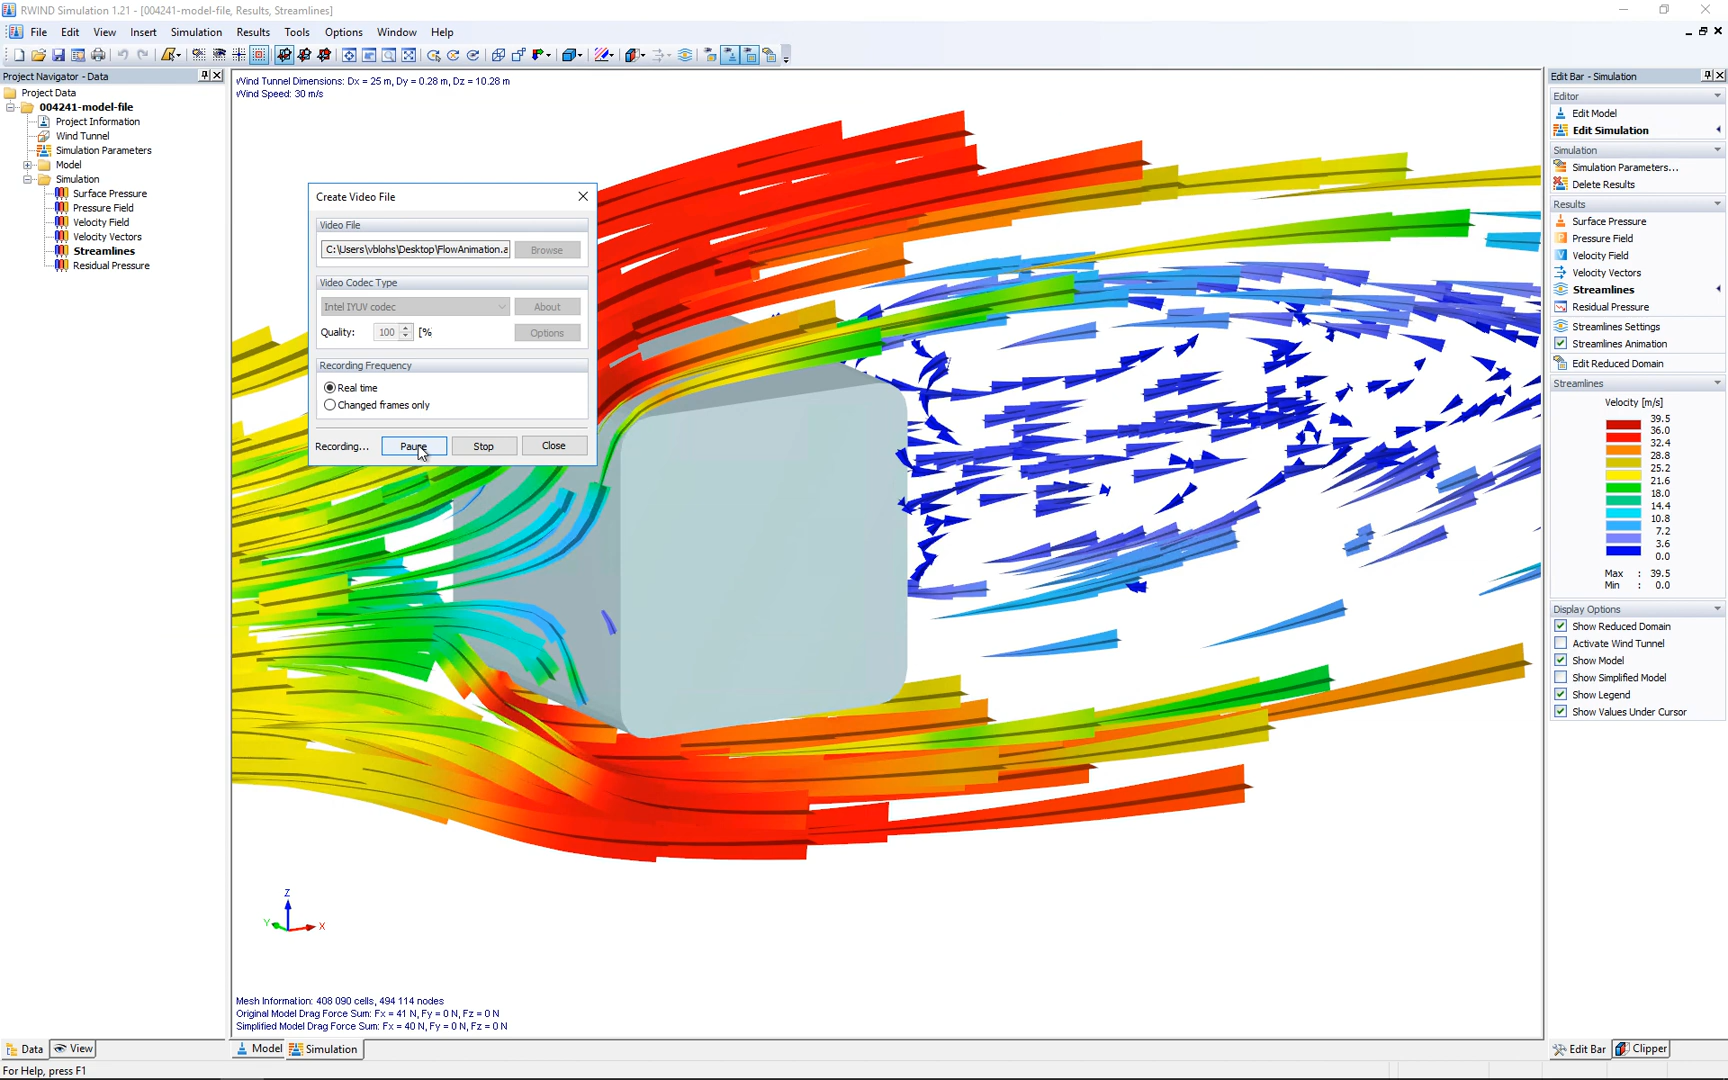 RWIND Simulation 1.21 - [004241-model-file, Results, Streamlines]
File Edit View Insert Simulation Results Tools Options Window Help
Project Navigator - Data
Project Data
004241-model-file
Project Information
Wind Tunnel
Simulation Parameters
Model
Simulation
Surface Pressure
Pressure Field
Velocity Field
Velocity Vectors
Streamlines
Residual Pressure
Data View
Wind Tunnel Dimensions: Dx = 25 m, Dy = 0.28 m, Dz = 10.28 m
Wind Speed: 30 m/s
Create Video File
Video File
C:\Users\vblohs\Desktop\FlowAnimation.a Browse
Video Codec Type
Intel IYUV codec About
Quality: 100 [% Options
Recording Frequency
Real time
Changed frames only
Recording... Pause Stop Close
Z
Y X
Mesh Information: 408 090 cells, 494 114 nodes
Original Model Drag Force Sum: Fx = 41 N, Fy = 0 N, Fz = 0 N
Simplified Model Drag Force Sum: Fx = 40 N, Fy = 0 N, Fz = 0 N
Model Simulation
Edit Bar - Simulation
Editor
Edit Model
Edit Simulation
Simulation
Simulation Parameters...
Delete Results
Results
Surface Pressure
Pressure Field
Velocity Field
Velocity Vectors
Streamlines
Residual Pressure
Streamlines Settings
Streamlines Animation
Edit Reduced Domain
Streamlines
Velocity [m/s]
39.5
36.0
32.4
28.8
25.2
21.6
18.0
14.4
10.8
7.2
3.6
0.0
Max : 39.5
Min : 0.0
Display Options
Show Reduced Domain
Activate Wind Tunnel
Show Model
Show Simplified Model
Show Legend
Show Values Under Cursor
Edit Bar Clipper
For Help, press F1